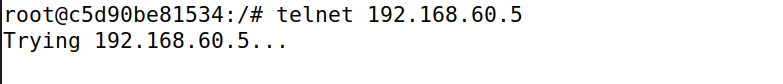 root@c5d90be81534:/# telnet 192.168.60.5
Trying 192.168.60.5...